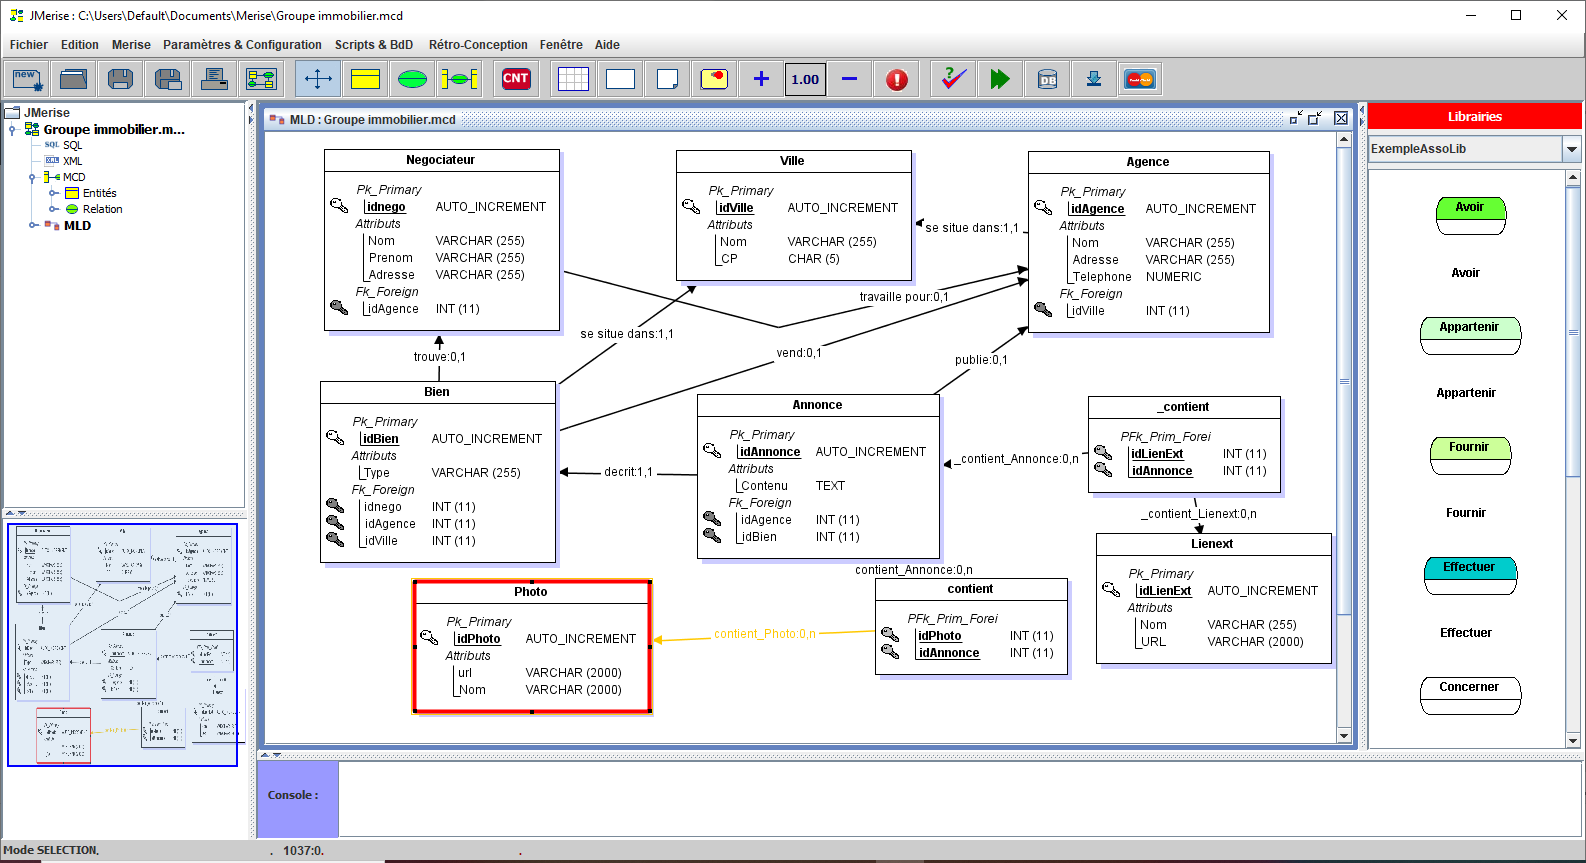 JMerise : C:\Users\Default\Documents\Merise\Groupe immobilier.mcd
Fichier Edition Merise Paramètres & Configuration Scripts & BdD Rétro-Conception Fenêtre Aide
new CNT 1.00 DB
JMerise
Groupe immobilier.m...
SQL SQL
XML XML
MCD
Entités
Relation
MLD
MLD : Groupe immobilier.mcd
Negociateur
Pk_Primary
idnego AUTO_INCREMENT
Attributs
Nom VARCHAR (255)
Prenom VARCHAR (255)
Adresse VARCHAR (255)
Fk_Foreign
idAgence INT (11)
Ville
Pk_Primary
idVille AUTO_INCREMENT
Attributs
Nom VARCHAR (255)
CP CHAR (5)
Agence
Pk_Primary
idAgence AUTO_INCREMENT
Attributs
Nom VARCHAR (255)
Adresse VARCHAR (255)
Telephone NUMERIC
Fk_Foreign
idVille INT (11)
se situe dans:1,1
travaille pour:0,1
se situe dans:1,1
trouve:0,1
vend:0,1
publie:0,1
Bien
Pk_Primary
idBien AUTO_INCREMENT
Attributs
Type VARCHAR (255)
Fk_Foreign
idnego INT (11)
idAgence INT (11)
idVille INT (11)
decrit:1,1
Annonce
Pk_Primary
idAnnonce AUTO_INCREMENT
Attributs
Contenu TEXT
Fk_Foreign
idAgence INT (11)
idBien INT (11)
_contient_Annonce:0,n
_contient
PFk_Prim_Forei
idLienExt INT (11)
idAnnonce INT (11)
_contient_Lienext:0,n
Lienext
Pk_Primary
idLienExt AUTO_INCREMENT
Attributs
Nom VARCHAR (255)
URL VARCHAR (2000)
contient_Annonce:0,n
contient
PFk_Prim_Forei
idPhoto INT (11)
idAnnonce INT (11)
contient_Photo:0,n
Photo
Pk_Primary
idPhoto AUTO_INCREMENT
Attributs
url VARCHAR (2000)
Nom VARCHAR (2000)
Librairies
ExempleAssoLib
Avoir
Avoir
Appartenir
Appartenir
Fournir
Fournir
Effectuer
Effectuer
Concerner
Console :
Mode SELECTION. . 1037:0. .